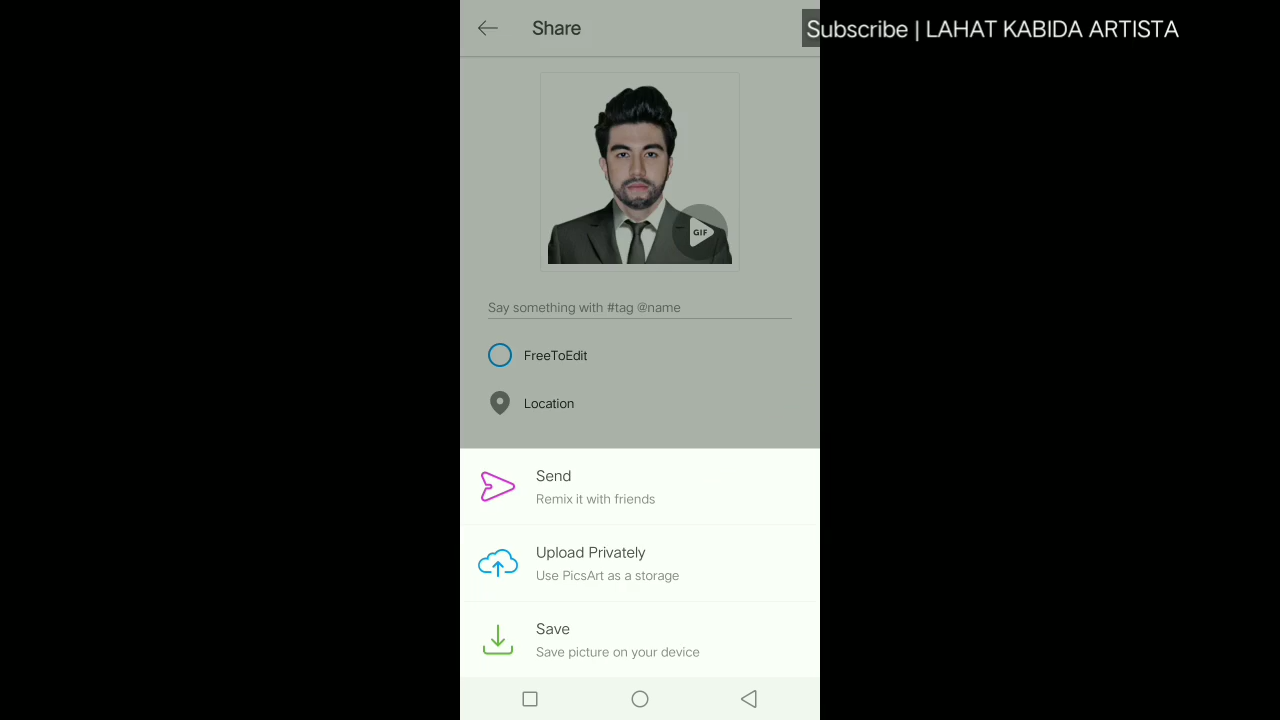 Share
Subscribe | LAHAT KABIDA ARTISTA
GIF
Say something with #tag @name
FreeToEdit
Location
Send
Remix it with friends
Upload Privately
Use PicsArt as a storage
Save
Save picture on your device